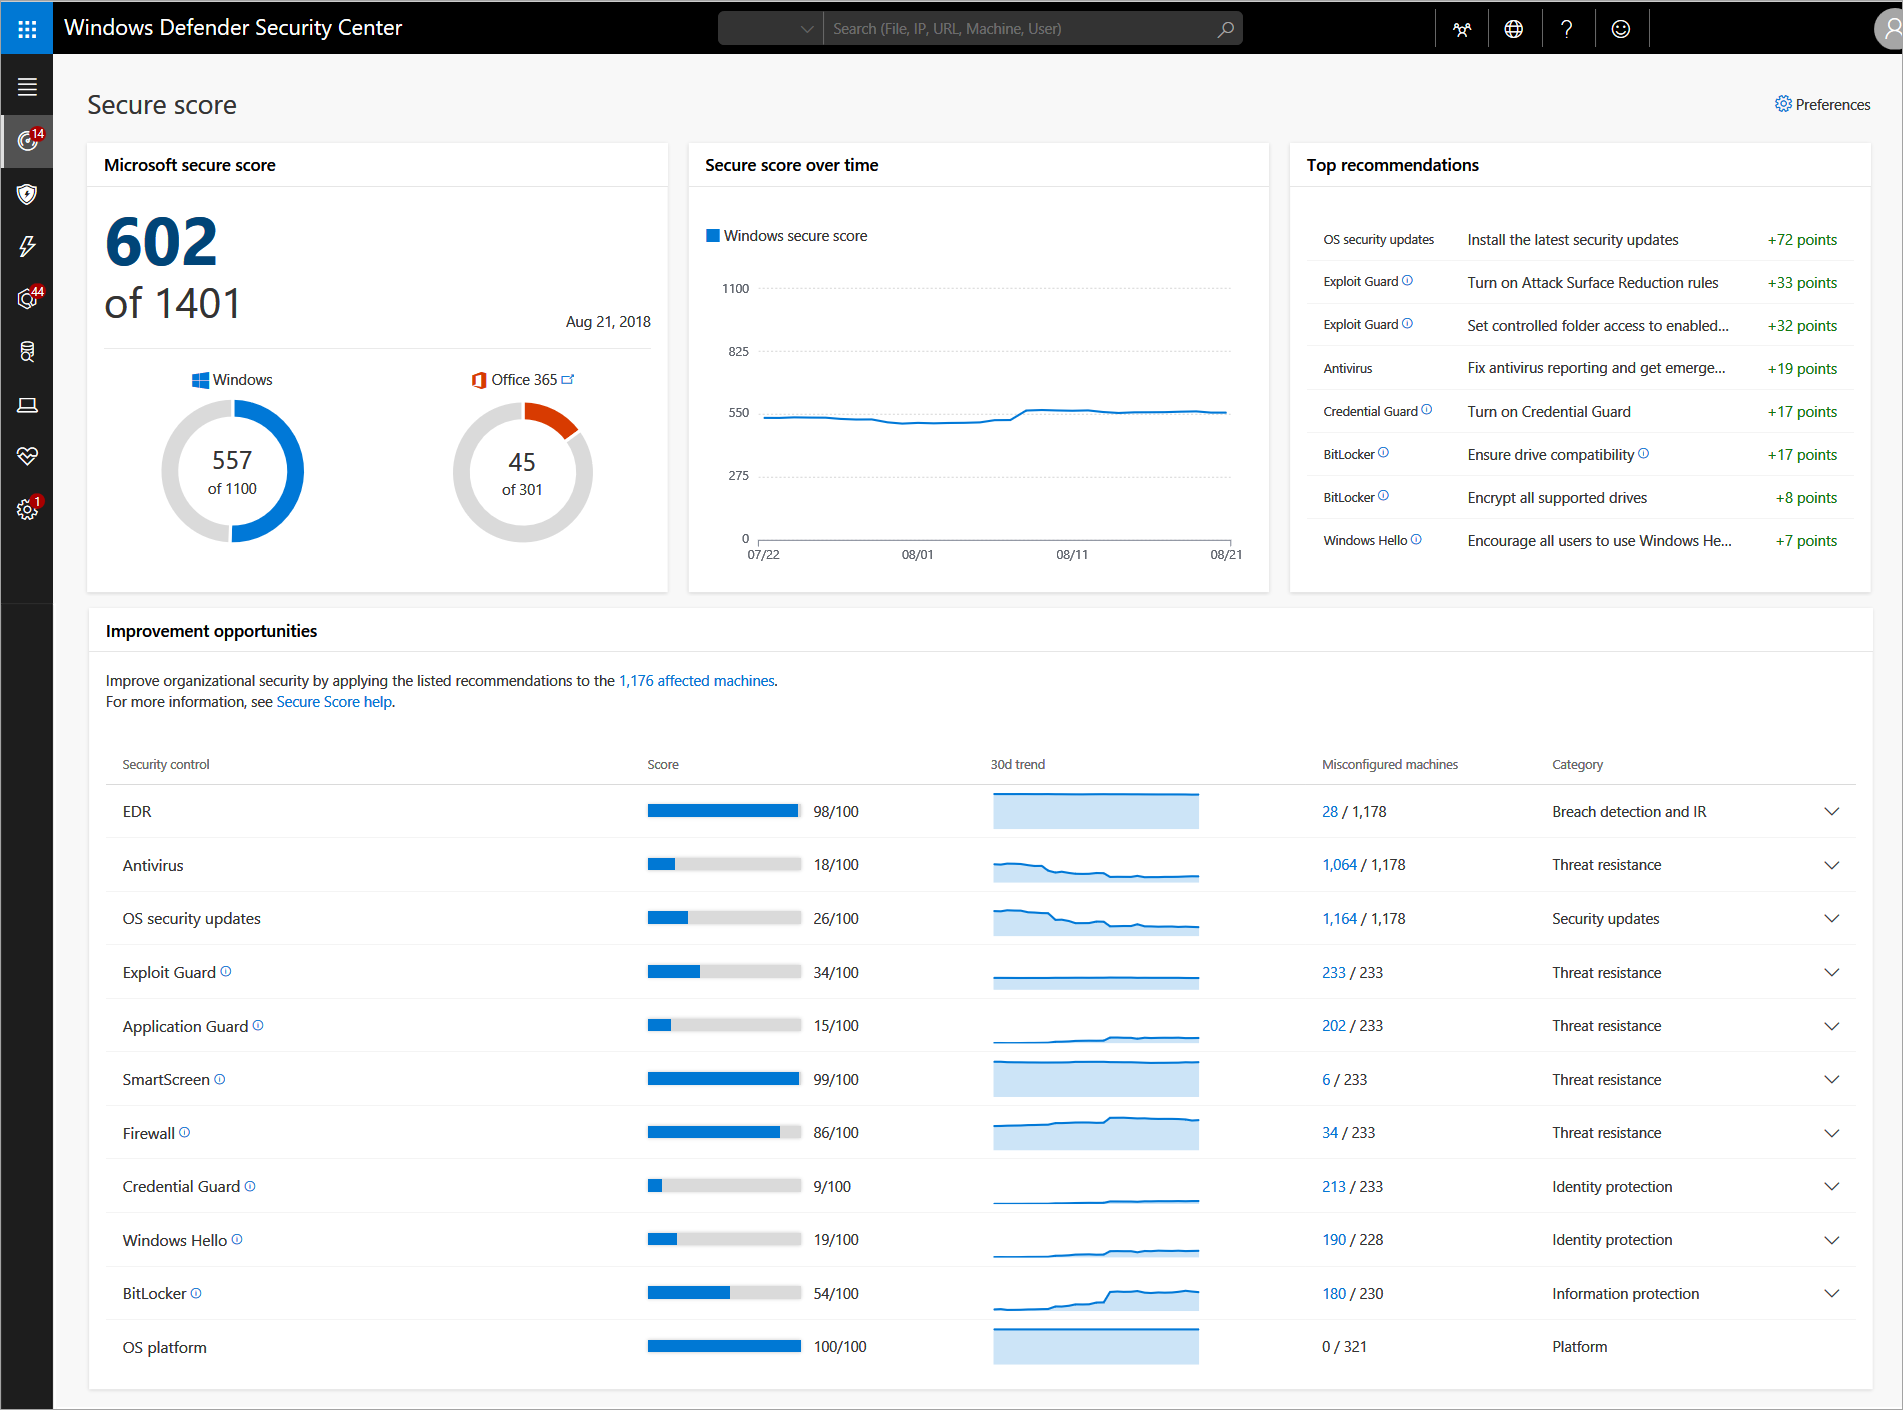 Windows Defender Security Center
Search (File, IP, URL, Machine, User)
14
44
1
Secure score
Preferences
Microsoft secure score
602
of 1401
Aug 21, 2018
Windows
557
of 1100
Office 365
45
of 301
Secure score over time
Windows secure score
1100
825
550
275
0
07/22 08/01 08/11 08/21
Top recommendations
OS security updates Install the latest security updates +72 points
Exploit Guard Turn on Attack Surface Reduction rules +33 points
Exploit Guard Set controlled folder access to enabled... +32 points
Antivirus Fix antivirus reporting and get emerge... +19 points
Credential Guard Turn on Credential Guard +17 points
BitLocker Ensure drive compatibility +17 points
BitLocker Encrypt all supported drives +8 points
Windows Hello Encourage all users to use Windows He... +7 points
Improvement opportunities
Improve organizational security by applying the listed recommendations to the 1,176 affected machines.
For more information, see Secure Score help.
Security control Score 30d trend Misconfigured machines Category
EDR 98/100 28 / 1,178 Breach detection and IR
Antivirus 18/100 1,064 / 1,178 Threat resistance
OS security updates 26/100 1,164 / 1,178 Security updates
Exploit Guard 34/100 233 / 233 Threat resistance
Application Guard 15/100 202 / 233 Threat resistance
SmartScreen 99/100 6 / 233 Threat resistance
Firewall 86/100 34 / 233 Threat resistance
Credential Guard 9/100 213 / 233 Identity protection
Windows Hello 19/100 190 / 228 Identity protection
BitLocker 54/100 180 / 230 Information protection
OS platform 100/100 0 / 321 Platform